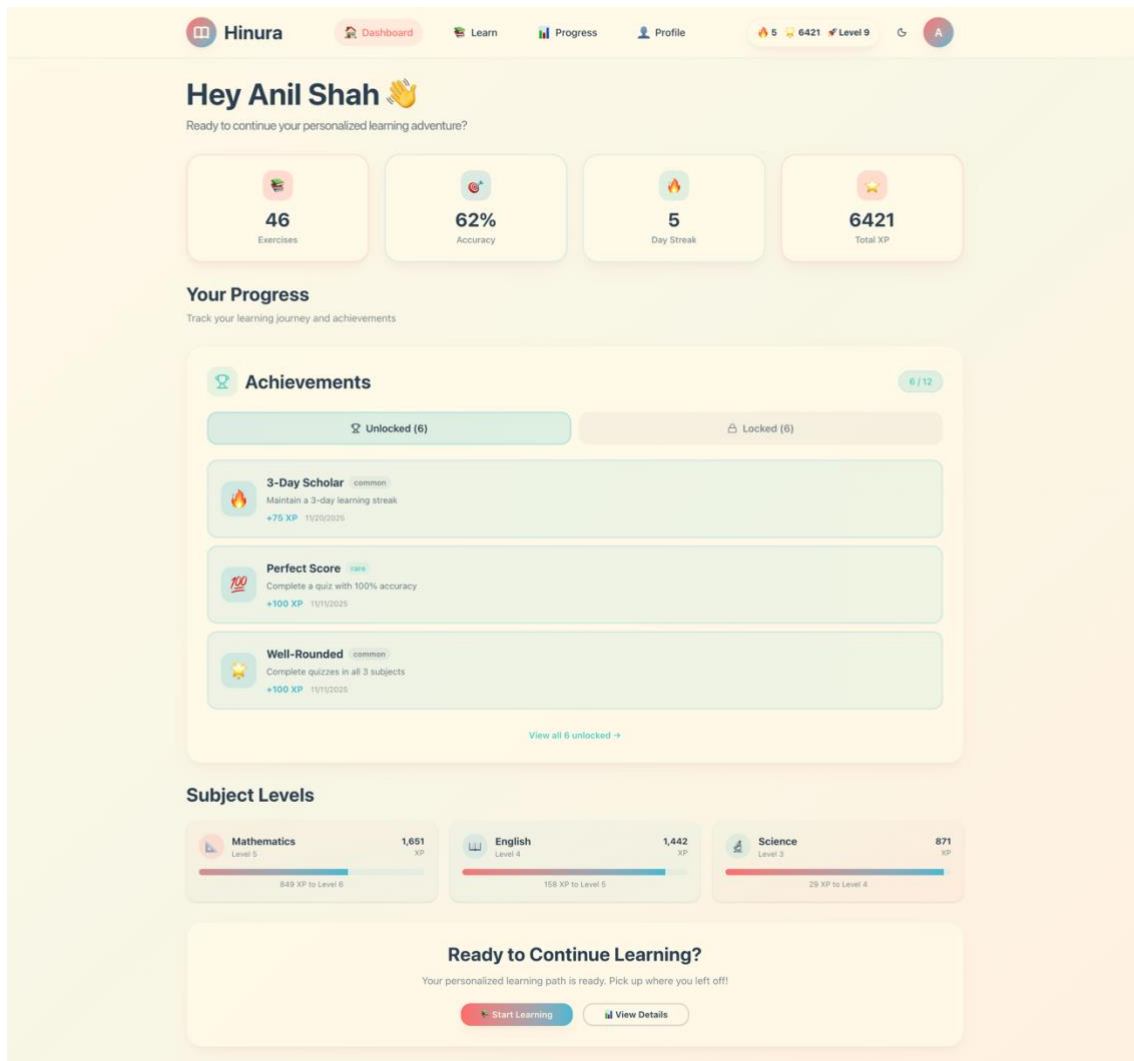 Hinura
Dashboard
Learn
Progress
Profile
5 6421 Level 9
A
Hey Anil Shah
Ready to continue your personalized learning adventure?
46
Exercises
62%
Accuracy
5
Day Streak
6421
Total XP
Your Progress
Track your learning journey and achievements
Achievements
6 / 12
Unlocked (6)
Locked (6)
3-Day Scholar common
Maintain a 3-day learning streak
+75 XP 11/20/2025
100
Perfect Score rare
Complete a quiz with 100% accuracy
+100 XP 11/11/2025
Well-Rounded common
Complete quizzes in all 3 subjects
+100 XP 11/11/2025
View all 6 unlocked →
Subject Levels
Mathematics
Level 5
1,651
XP
849 XP to Level 6
English
Level 4
1,442
XP
158 XP to Level 5
Science
Level 3
871
XP
29 XP to Level 4
Ready to Continue Learning?
Your personalized learning path is ready. Pick up where you left off!
Start Learning
View Details